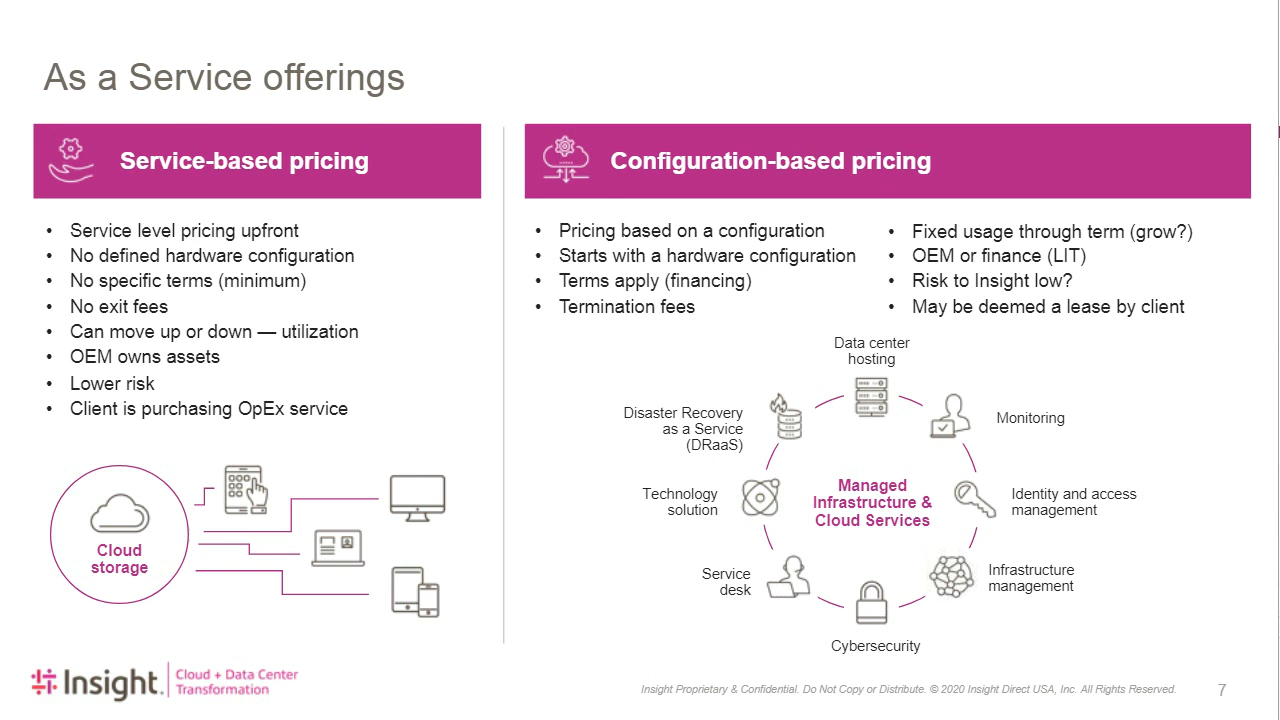 As a Service offerings
Service-based pricing
• Service level pricing upfront
• No defined hardware configuration
• No specific terms (minimum)
• No exit fees
• Can move up or down — utilization
• OEM owns assets
• Lower risk
• Client is purchasing OpEx service
Cloud
storage
Configuration-based pricing
• Pricing based on a configuration
• Starts with a hardware configuration
• Terms apply (financing)
• Termination fees
• Fixed usage through term (grow?)
• OEM or finance (LIT)
• Risk to Insight low?
• May be deemed a lease by client
Data center
hosting
Monitoring
Identity and access
management
Infrastructure
management
Cybersecurity
Service
desk
Technology
solution
Disaster Recovery
as a Service
(DRaaS)
Managed
Infrastructure &
Cloud Services
Insight.
Cloud + Data Center
Transformation
Insight Proprietary & Confidential. Do Not Copy or Distribute. © 2020 Insight Direct USA, Inc. All Rights Reserved.
7